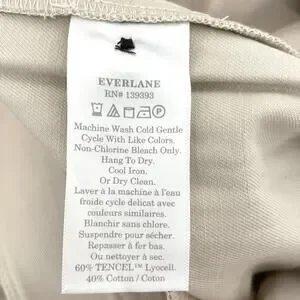 EVERLANE
RN# 139393
Machine Wash Cold Gentle
Cycle With Like Colors.
Non-Chlorine Bleach Only.
Hang To Dry.
Cool Iron.
Or Dry Clean.
Laver à la machine à l'eau
froide cycle delicat avec
couleurs similaires.
Blanchir sans chlore.
Suspendre pour sécher.
Repasser à fer bas.
Ou nettoyer à sec.
60% TENCEL™ Lyocell.
40% Cotton / Coton